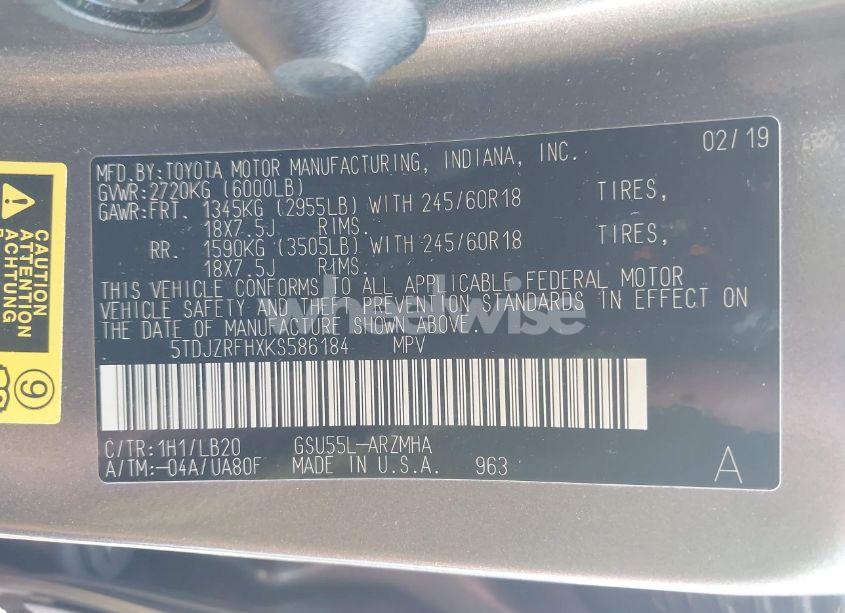 02/19
MFD.BY:TOYOTA MOTOR MANUFACTURING, INDIANA, INC.
GVWR:2720KG (6000LB)
GAWR:FRT. 1345KG (2955LB) WITH 245/60R18 TIRES,
18X7.5J RIMS.
RR. 1590KG (3505LB) WITH 245/60R18 TIRES,
18X7.5J RIMS.
THIS VEHICLE CONFORMS TO ALL APPLICABLE FEDERAL MOTOR
VEHICLE SAFETY AND THEFT PREVENTION STANDARDS IN EFFECT ON
THE DATE OF MANUFACTURE SHOWN ABOVE.
5TDJZRFHXKS586184 MPV
C/TR:1H1/LB20 GSU55L-ARZMHA
A/TM:-04A/UA80F MADE IN U.S.A. 963 A
CAUTION
ATTENTION
ACHTUNG
9
wheelwise